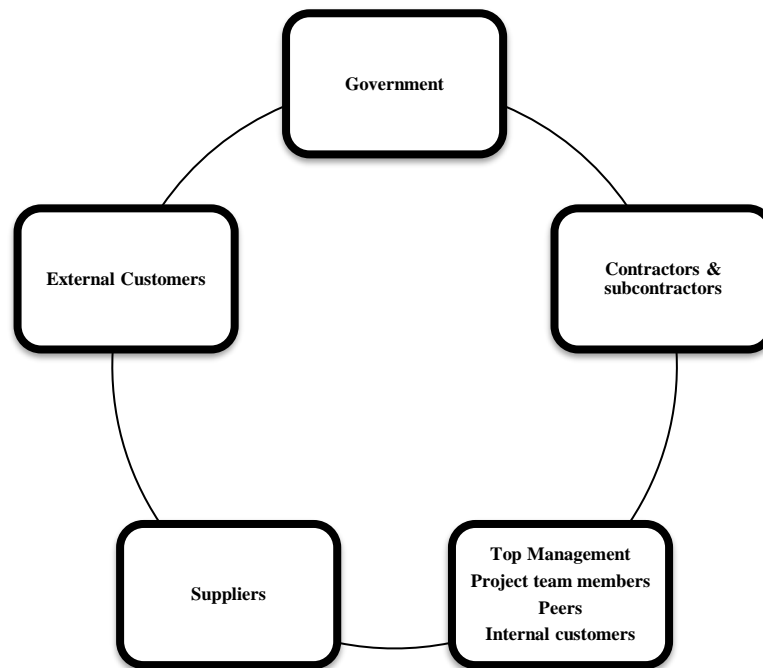 Government
External Customers
Contractors &
subcontractors
Suppliers
Top Management
Project team members
Peers
Internal customers